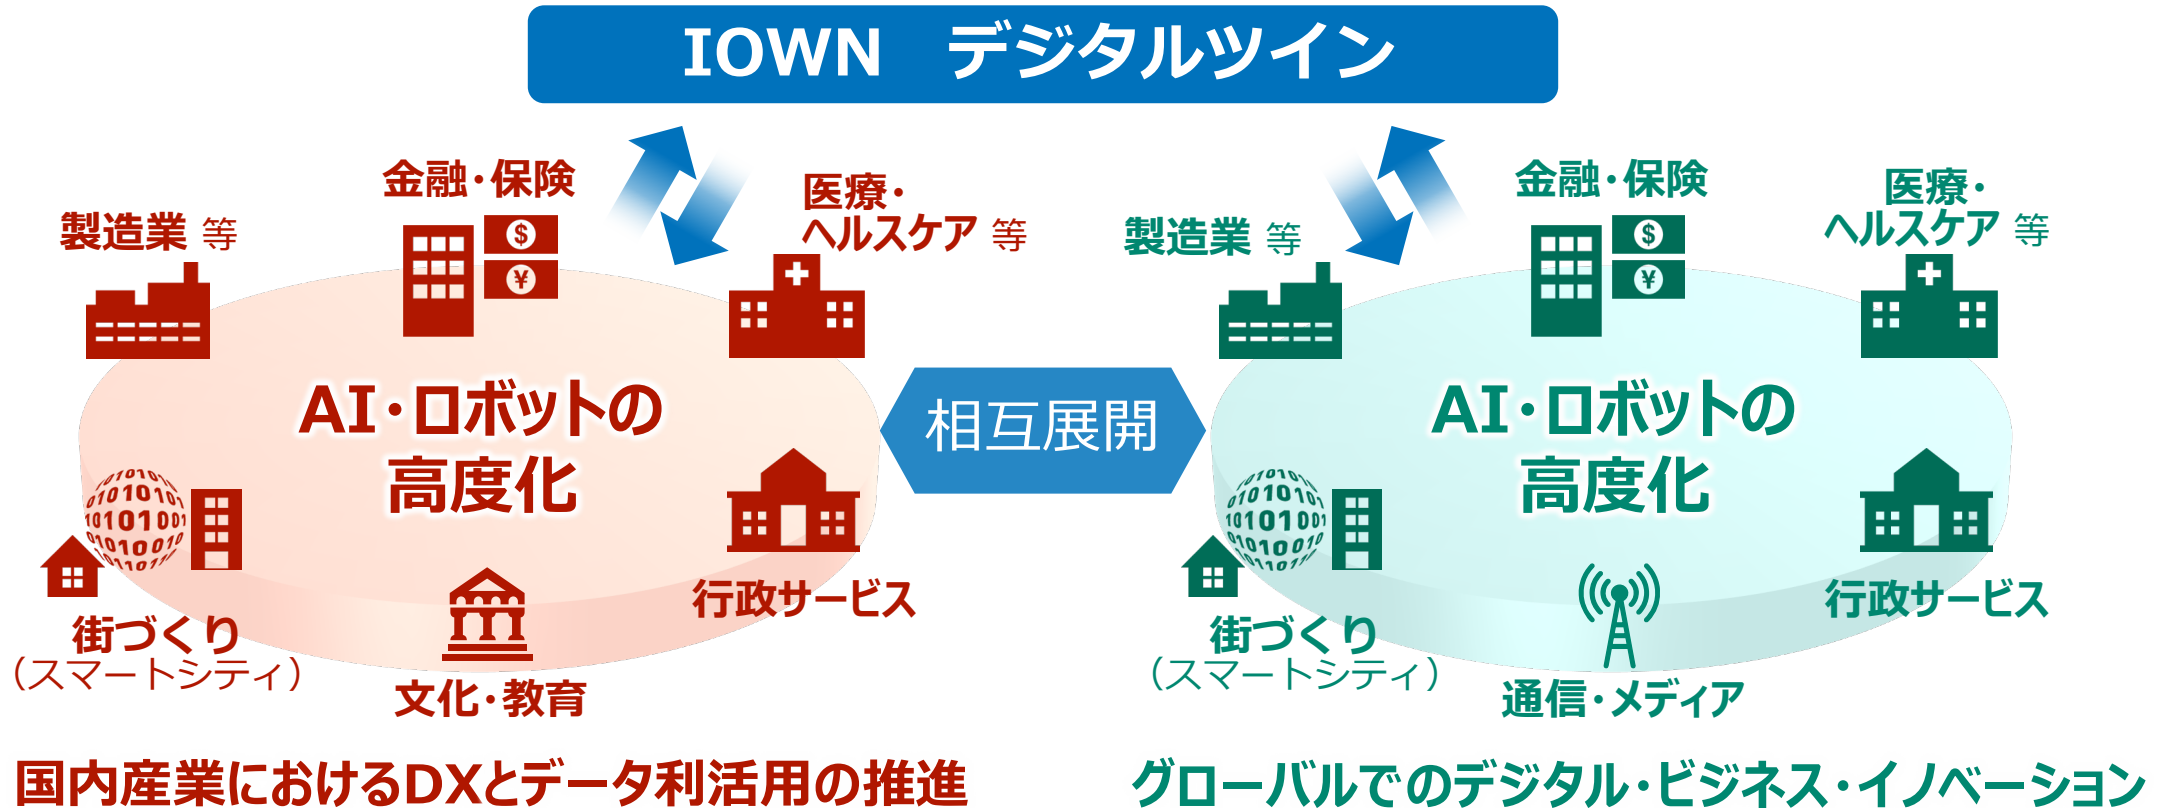 IOWN デジタルツイン
金融・保険
医療・
ヘルスケア 等
製造業 等
$
¥
AI・ロボットの
高度化
街づくり
（スマートシティ）
文化・教育
行政サービス
国内産業におけるDXとデータ利活用の推進
相互展開
金融・保険
医療・
ヘルスケア 等
製造業 等
$
¥
AI・ロボットの
高度化
街づくり
（スマートシティ）
通信・メディア
行政サービス
グローバルでのデジタル・ビジネス・イノベーション